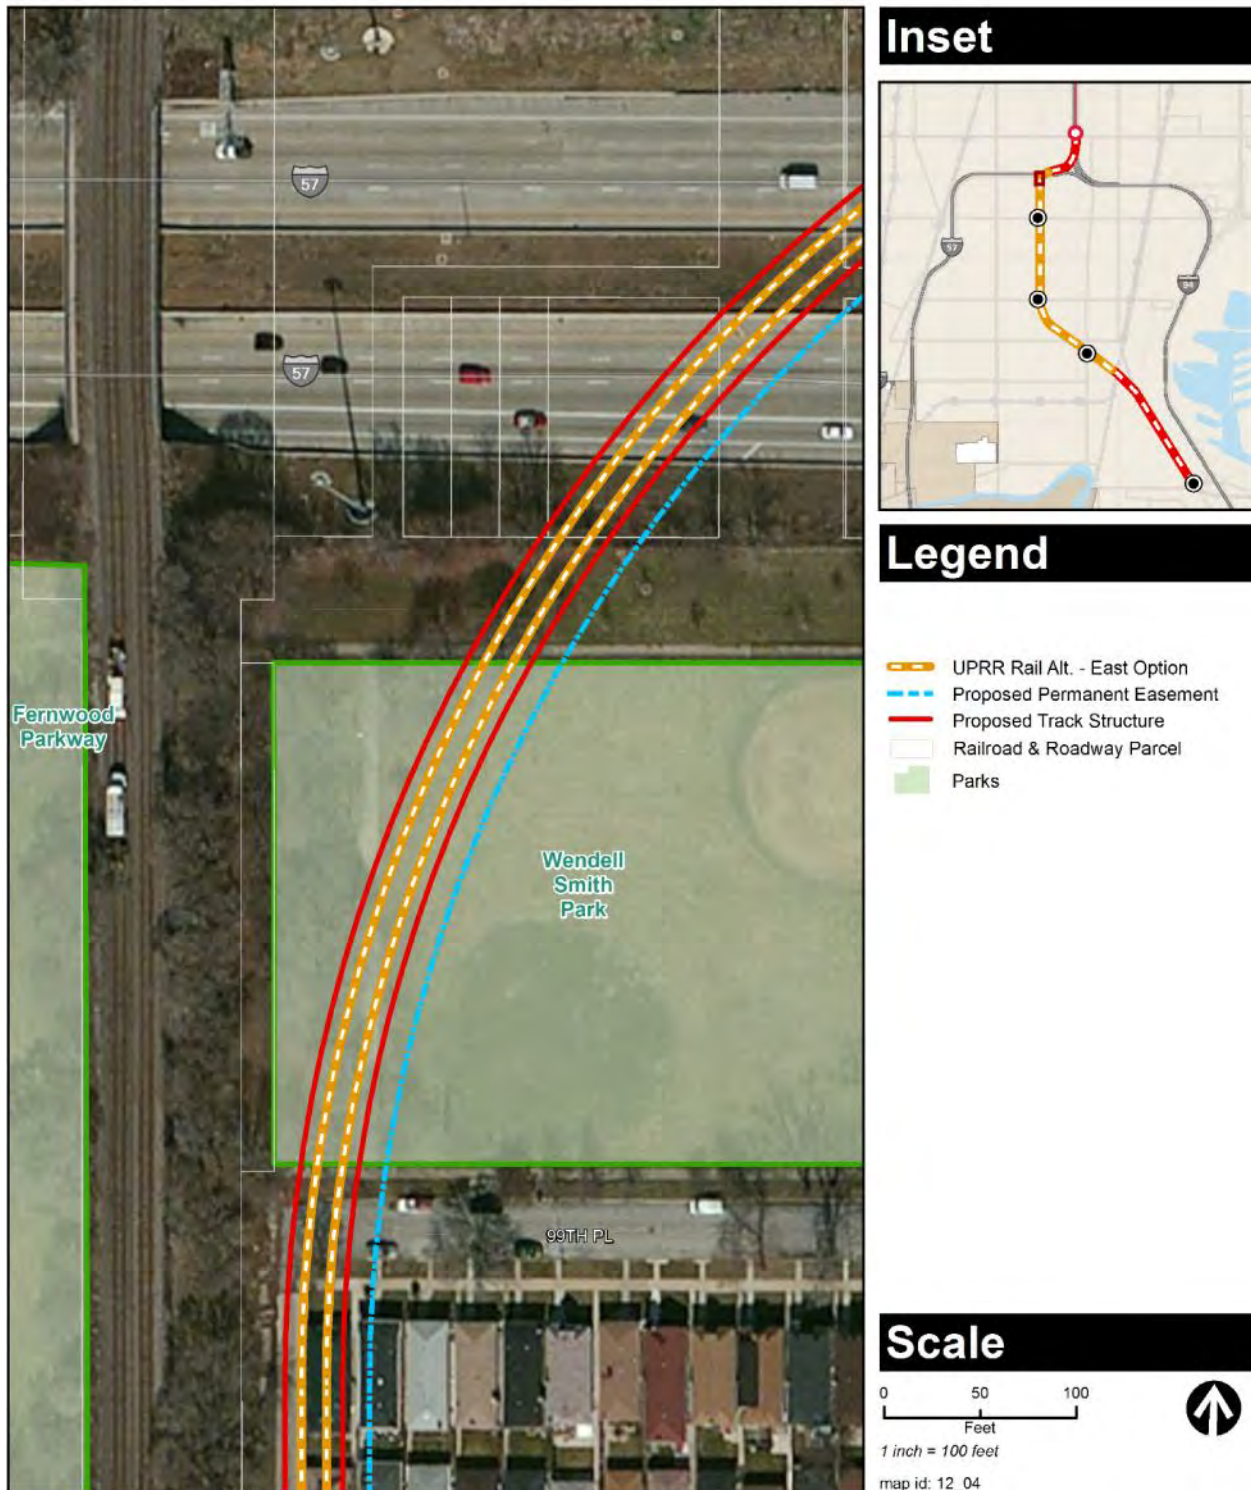 57
57
Fernwood
Parkway
Wendell
Smith
Park
99TH PL
Inset
57
94
Legend
UPRR Rail Alt. - East Option
Proposed Permanent Easement
Proposed Track Structure
Railroad & Roadway Parcel
Parks
Scale
0 50 100
Feet
1 inch = 100 feet
map id: 12_04